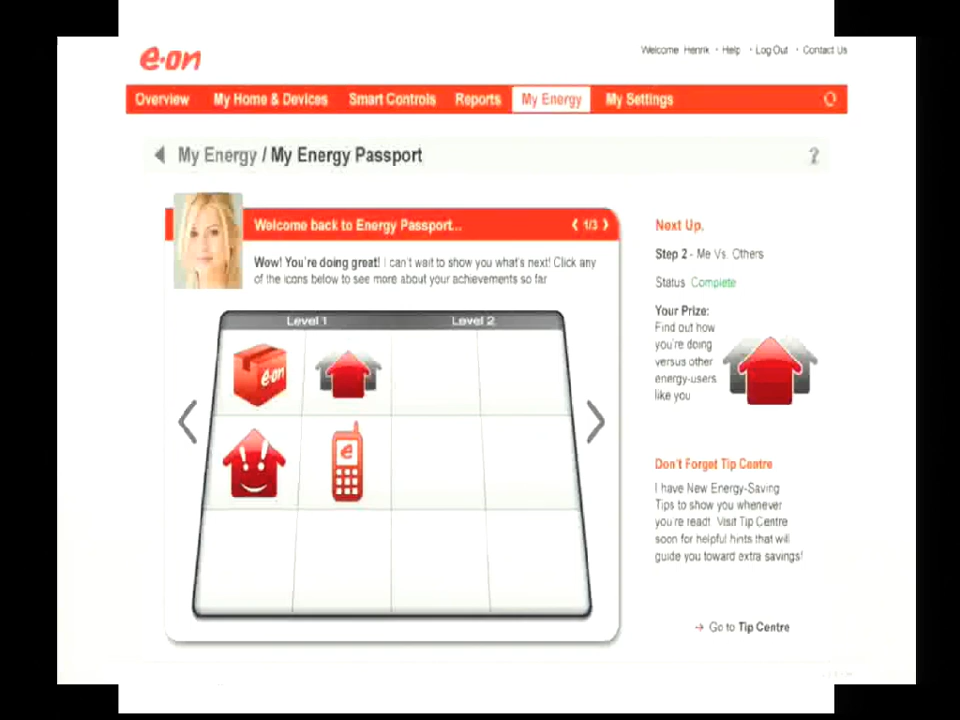 e·on
Welcome Henrik · Help · Log Out · Contact Us
Overview My Home & Devices Smart Controls Reports My Energy My Settings
My Energy / My Energy Passport ?
Welcome back to Energy Passport... 1/3
Wow! You're doing great! I can't wait to show you what's next! Click any
of the icons below to see more about your achievements so far
Level 1 Level 2
e·on
e
Next Up.
Step 2 - Me Vs. Others
Status Complete
Your Prize:
Find out how
you're doing
versus other
energy-users
like you
Don't Forget Tip Centre
I have New Energy-Saving
Tips to show you whenever
you're read! Visit Tip Centre
soon for helpful hints that will
guide you toward extra savings!
→ Go to Tip Centre